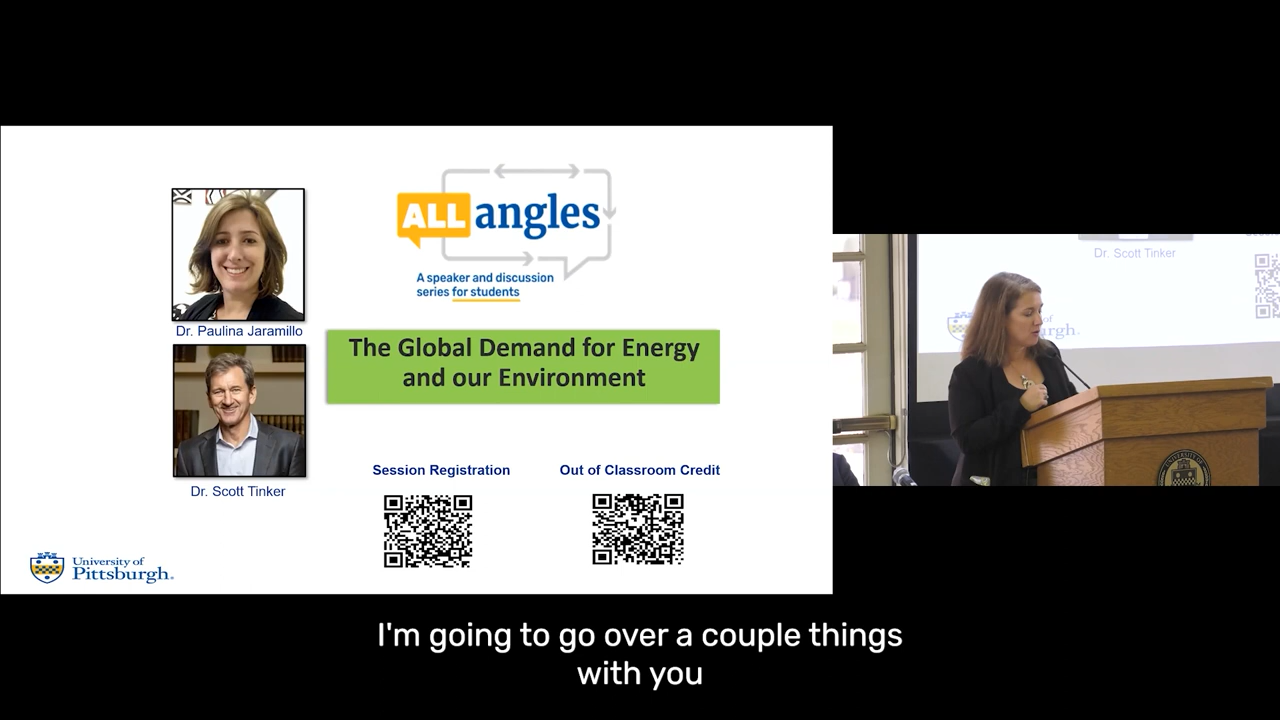 ALL angles
A speaker and discussion
series for students
Dr. Paulina Jaramillo
The Global Demand for Energy
and our Environment
Dr. Scott Tinker
Session Registration
Out of Classroom Credit
University of
Pittsburgh.
Dr. Scott Tinker
I'm going to go over a couple things
with you